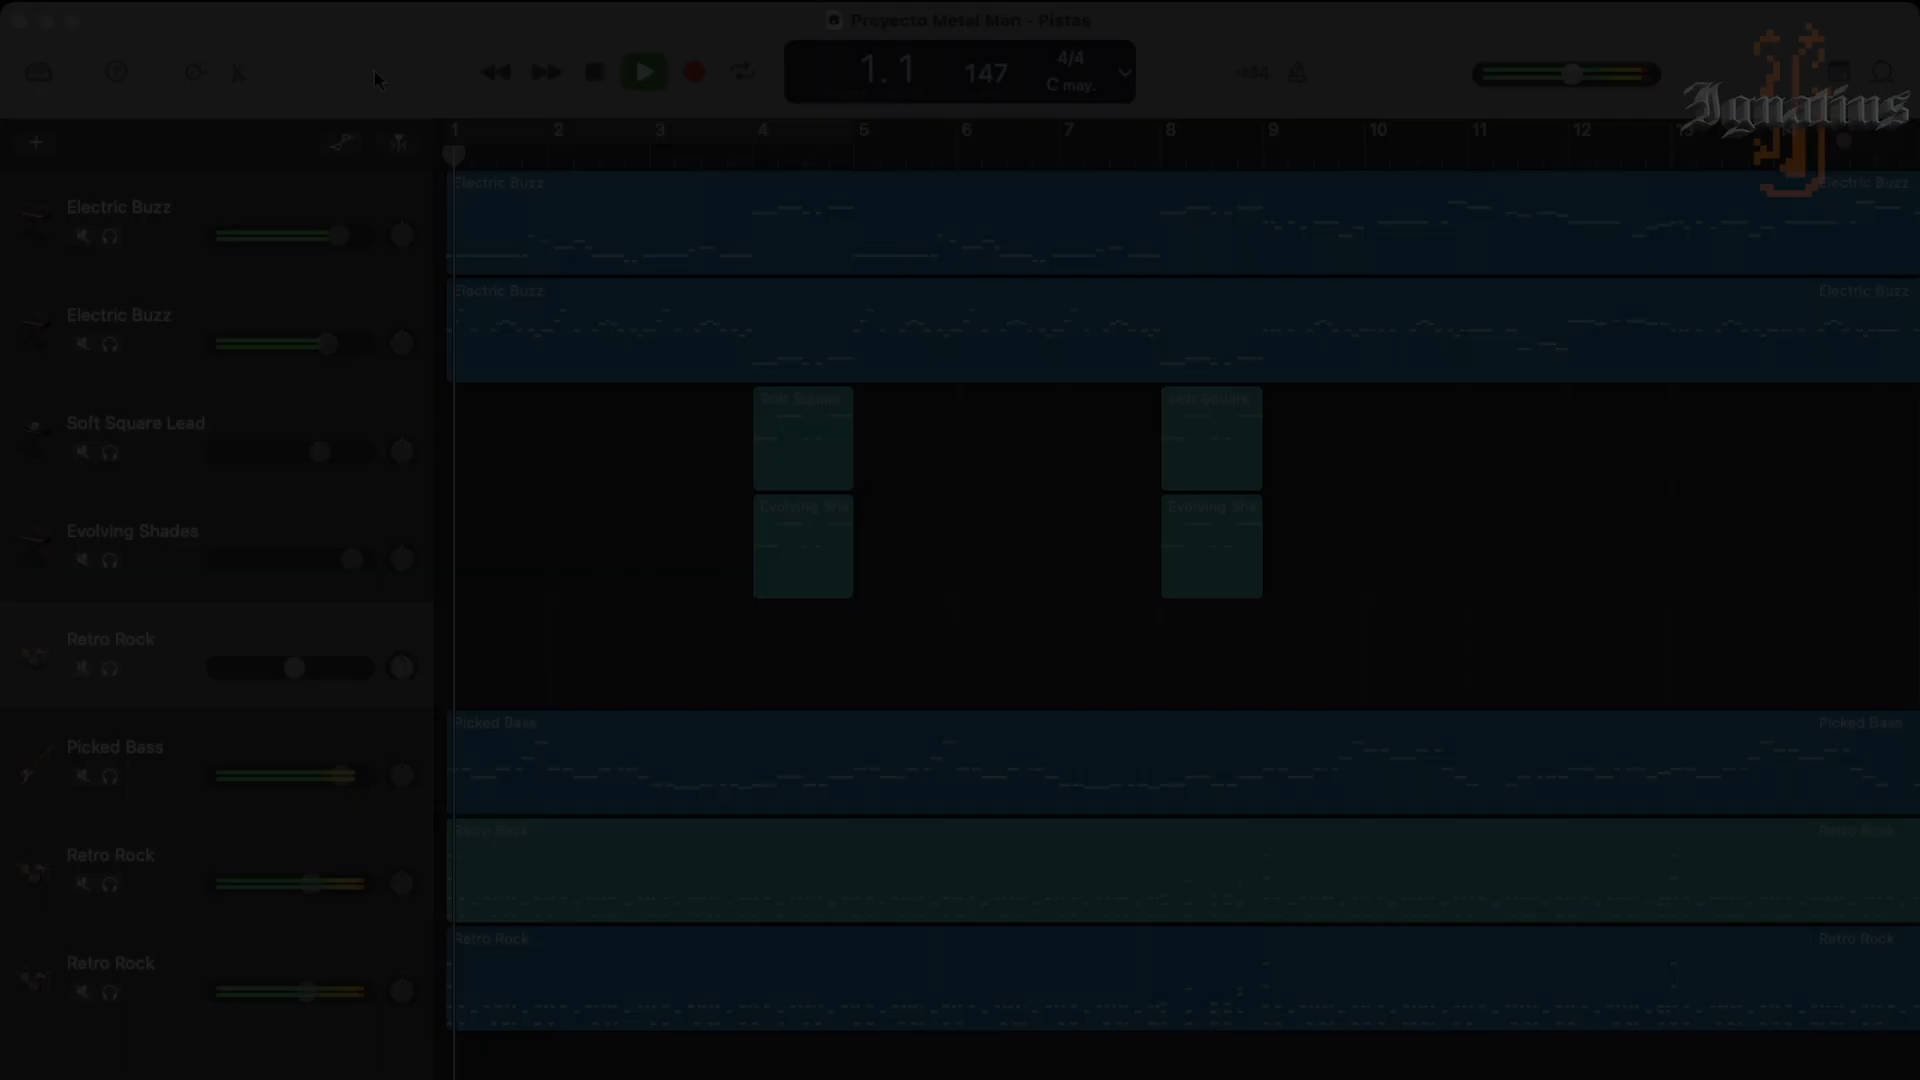 Proyecto Metal Man - Pistas
1. 1
147
4/4
C may.
1234
Ignatius
1 2 3 4 5 6 7 8 9 10 11 12 13 14
Electric Buzz
Electric Buzz
Electric Buzz
Electric Buzz
Electric Buzz
Electric Buzz
Soft Square Lead
Soft Square
Soft Square
Evolving Shades
Evolving Sha
Evolving Sha
Retro Rock
Picked Bass
Picked Bass
Picked Bass
Retro Rock
Retro Rock
Retro Rock
Retro Rock
Retro Rock
Retro Rock